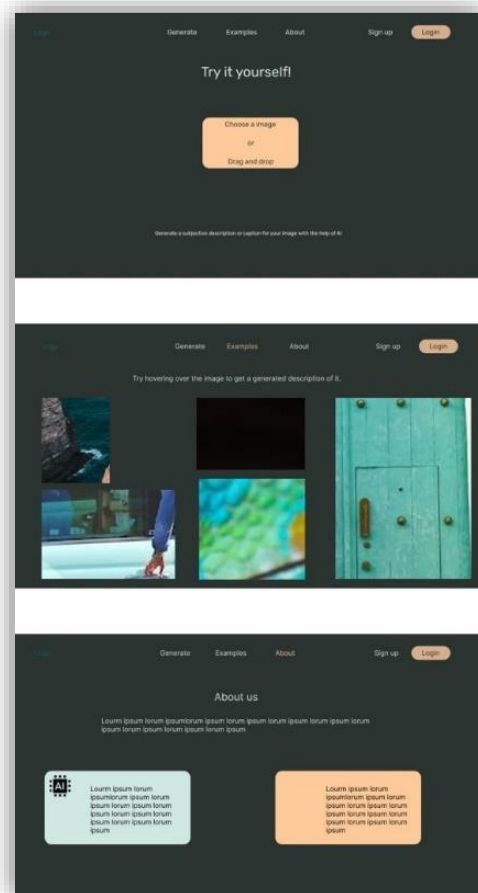 Logo
Generate Examples About Sign up Login
Try it yourself!
Choose a image
or
Drag and drop
Generate a subjective description or caption for your image with the help of AI
Logo
Generate Examples About Sign up Login
Try hovering over the image to get a generated description of it.
Logo
Generate Examples About Sign up Login
About us
Lourm ipsum lorum ipsumlorum ipsum lorum ipsum lorum ipsum lorum ipsum lorum
ipsum lorum ipsum lorum ipsum lorum ipsum
AI
Lourm ipsum lorum
ipsumlorum ipsum lorum
ipsum lorum ipsum lorum
ipsum lorum ipsum lorum
ipsum lorum ipsum lorum
ipsum
Lourm ipsum lorum
ipsumlorum ipsum lorum
ipsum lorum ipsum lorum
ipsum lorum ipsum lorum
ipsum lorum ipsum lorum
ipsum